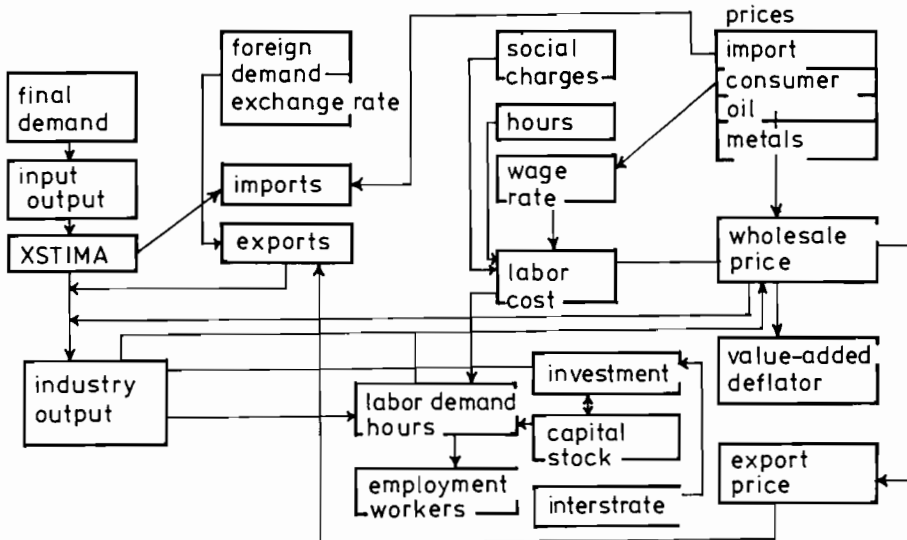 final
demand
input
output
XSTIMA
foreign
demand
exchange rate
imports
exports
social
charges
hours
wage
rate
labor
cost
prices
import
consumer
oil
metals
wholesale
price
value-added
deflator
industry
output
labor demand
hours
investment
capital
stock
employment
workers
interstrate
export
price